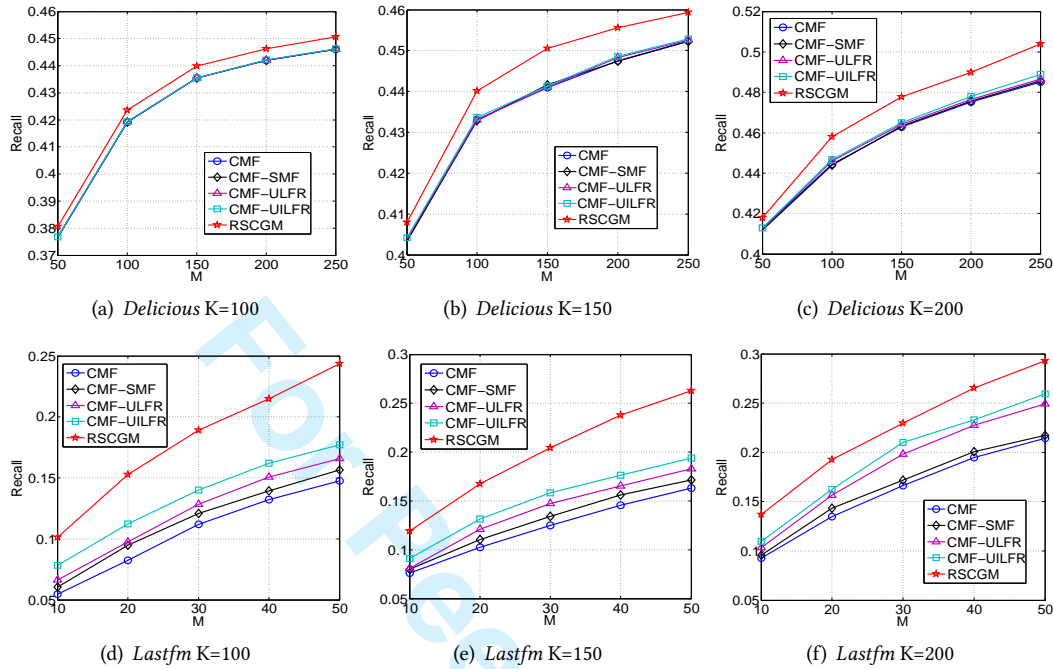 0.46
0.45
0.44
0.43
0.42
0.41
0.4
0.39
0.38
0.37
50 100 150 200 250
Recall
M
CMF
CMF-SMF
CMF-ULFR
CMF-UILFR
RSCGM
(a) Delicious K=100
0.46
0.45
0.44
0.43
0.42
0.41
0.4
50 100 150 200 250
Recall
M
CMF
CMF-SMF
CMF-ULFR
CMF-UILFR
RSCGM
(b) Delicious K=150
0.52
0.5
0.48
0.46
0.44
0.42
0.4
50 100 150 200 250
Recall
M
CMF
CMF-SMF
CMF-ULFR
CMF-UILFR
RSCGM
(c) Delicious K=200
0.25
0.2
0.15
0.1
0.05
10 20 30 40 50
Recall
M
CMF
CMF-SMF
CMF-ULFR
CMF-UILFR
RSCGM
(d) Lastfm K=100
0.3
0.25
0.2
0.15
0.1
0.05
10 20 30 40 50
Recall
M
CMF
CMF-SMF
CMF-ULFR
CMF-UILFR
RSCGM
(e) Lastfm K=150
0.3
0.25
0.2
0.15
0.1
0.05
10 20 30 40 50
Recall
M
CMF
CMF-SMF
CMF-ULFR
CMF-UILFR
RSCGM
(f) Lastfm K=200
For